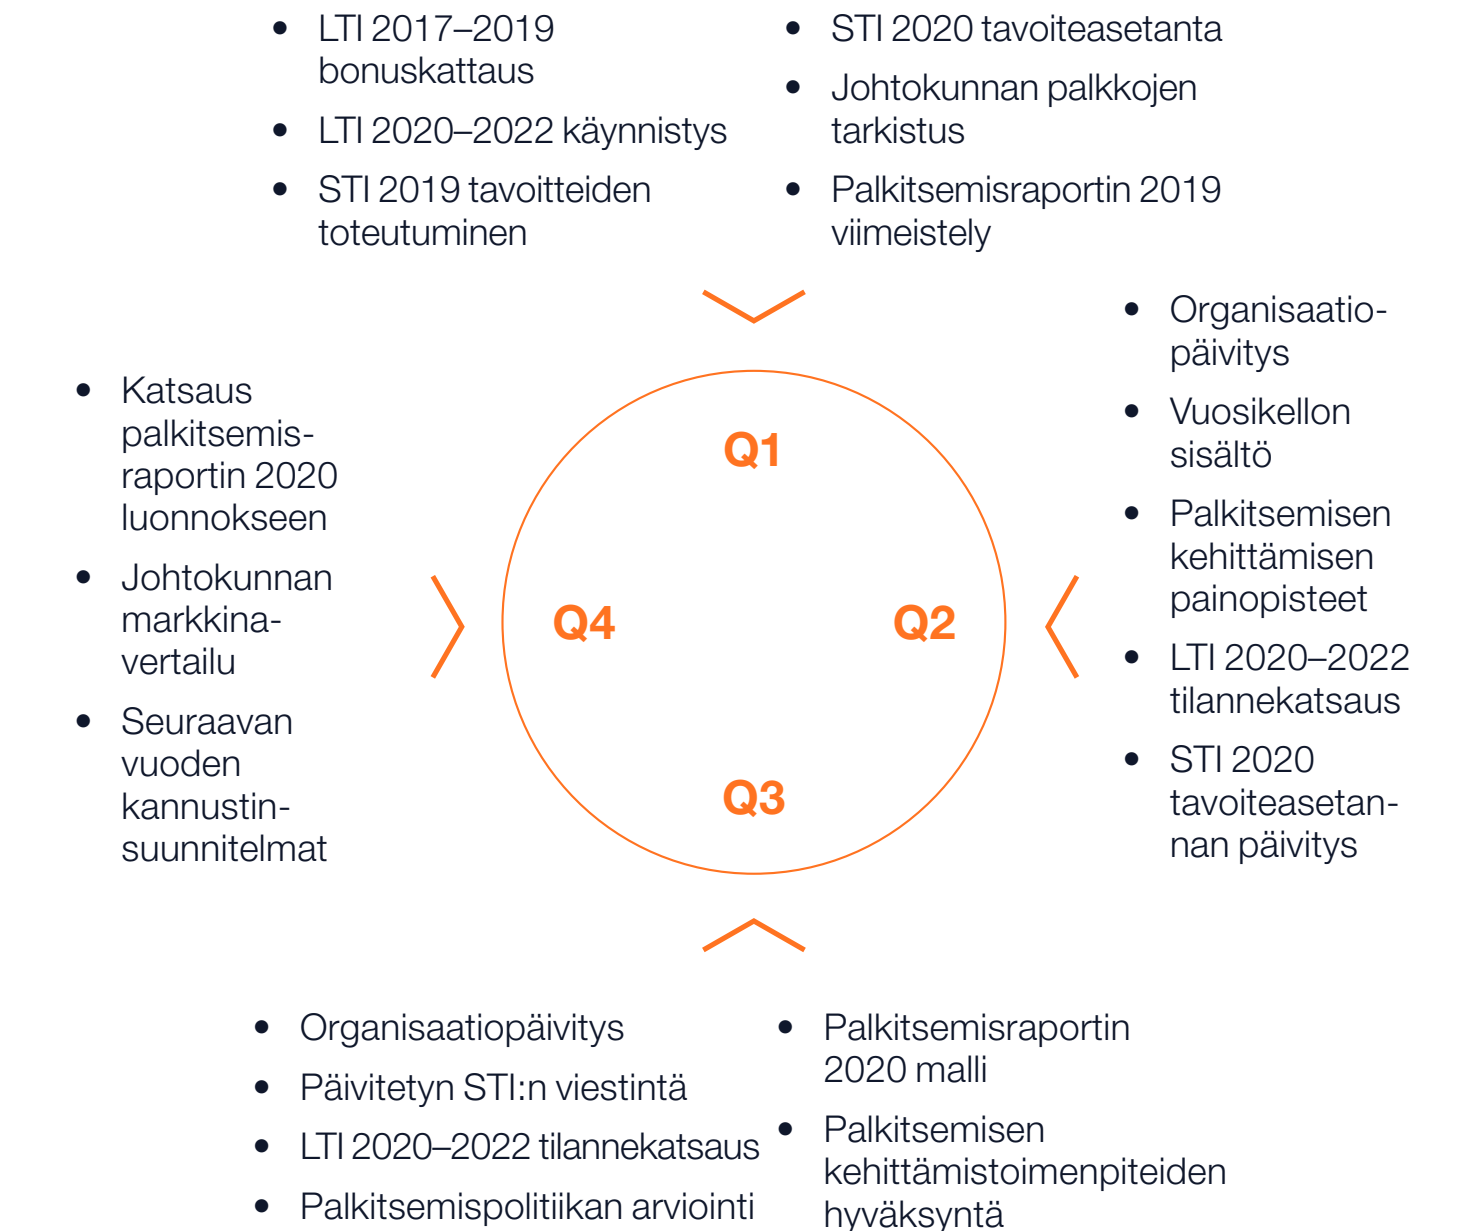 LTI 2017–2019
bonuskattaus
LTI 2020–2022 käynnistys
STI 2019 tavoitteiden
toteutuminen
STI 2020 tavoiteasetanta
Johtokunnan palkkojen
tarkistus
Palkitsemisraportin 2019
viimeistely
Q1
Organisaatio-
päivitys
Vuosikellon
sisältö
Palkitsemisen
kehittämisen
painopisteet
LTI 2020–2022
tilannekatsaus
STI 2020
tavoiteasetan-
nan päivitys
Q2
Q3
Organisaatiopäivitys
Päivitetyn STI:n viestintä
LTI 2020–2022 tilannekatsaus
Palkitsemispolitiikan arviointi
Palkitsemisraportin
2020 malli
Palkitsemisen
kehittämistoimenpiteiden
hyväksyntä
Q4
Katsaus
palkitsemis-
raportin 2020
luonnokseen
Johtokunnan
markkina-
vertailu
Seuraavan
vuoden
kannustin-
suunnitelmat